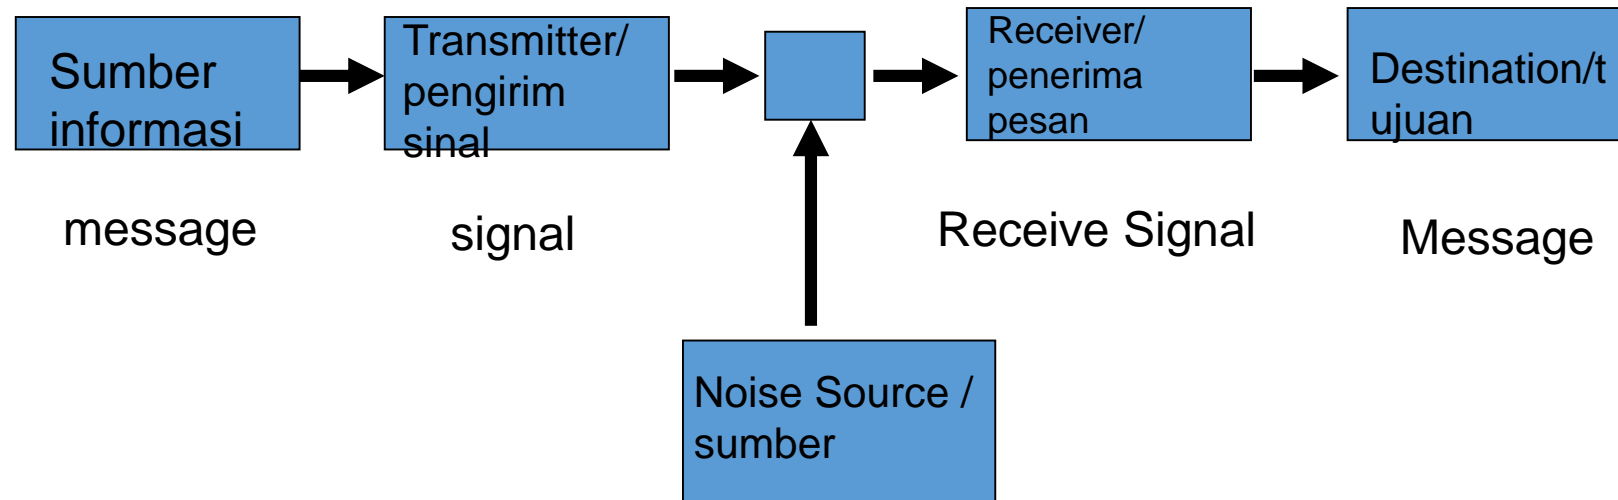 Sumber
informasi
Transmitter/
pengirim
sinal
Receiver/
penerima
pesan
Destination/t
ujuan
message
signal
Receive Signal
Message
Noise Source /
sumber